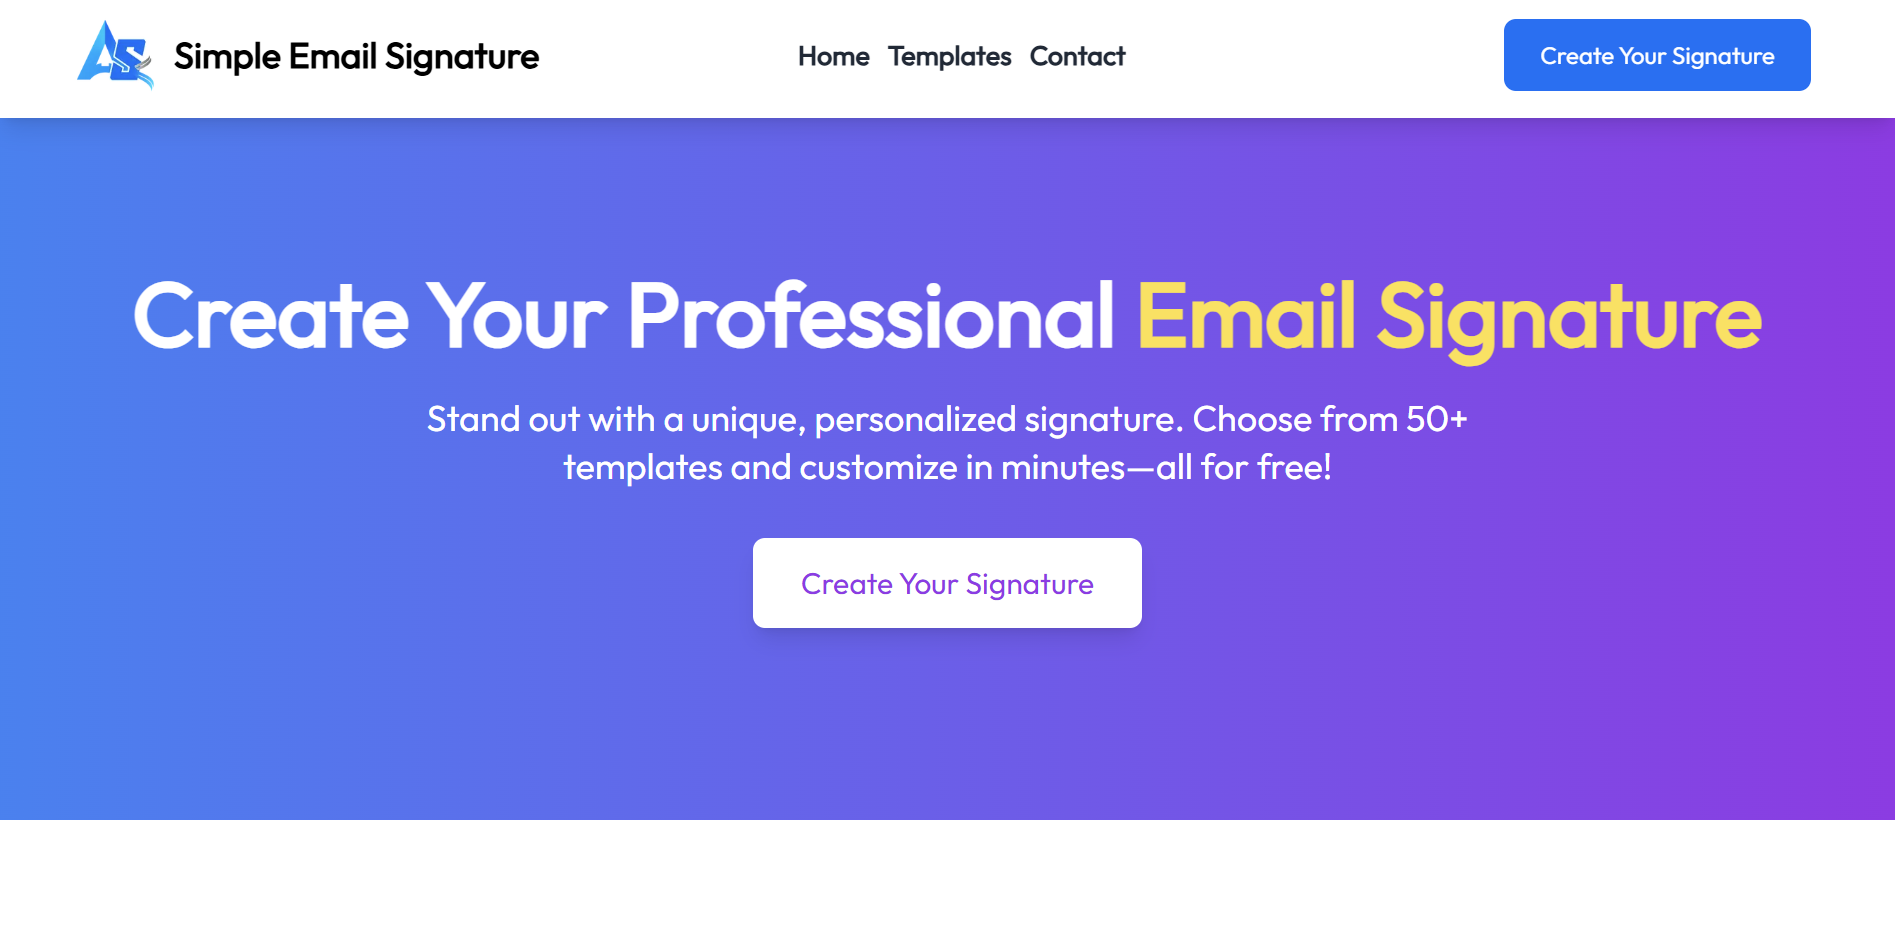 AS
Simple Email Signature
Home Templates Contact
Create Your Signature
Create Your Professional Email Signature
Stand out with a unique, personalized signature. Choose from 50+
templates and customize in minutes—all for free!
Create Your Signature